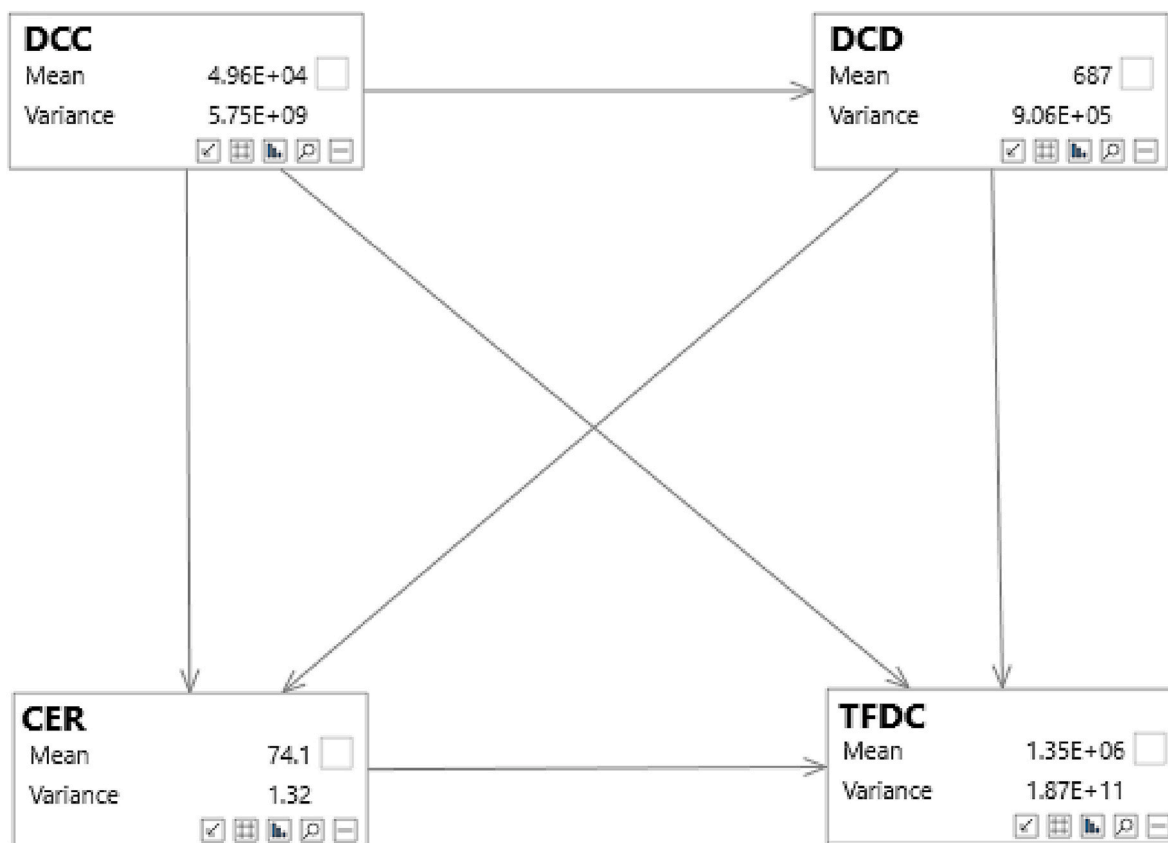 DCC
Mean 4.96E+04
Variance 5.75E+09
DCD
Mean 687
Variance 9.06E+05
CER
Mean 74.1
Variance 1.32
TFDC
Mean 1.35E+06
Variance 1.87E+11